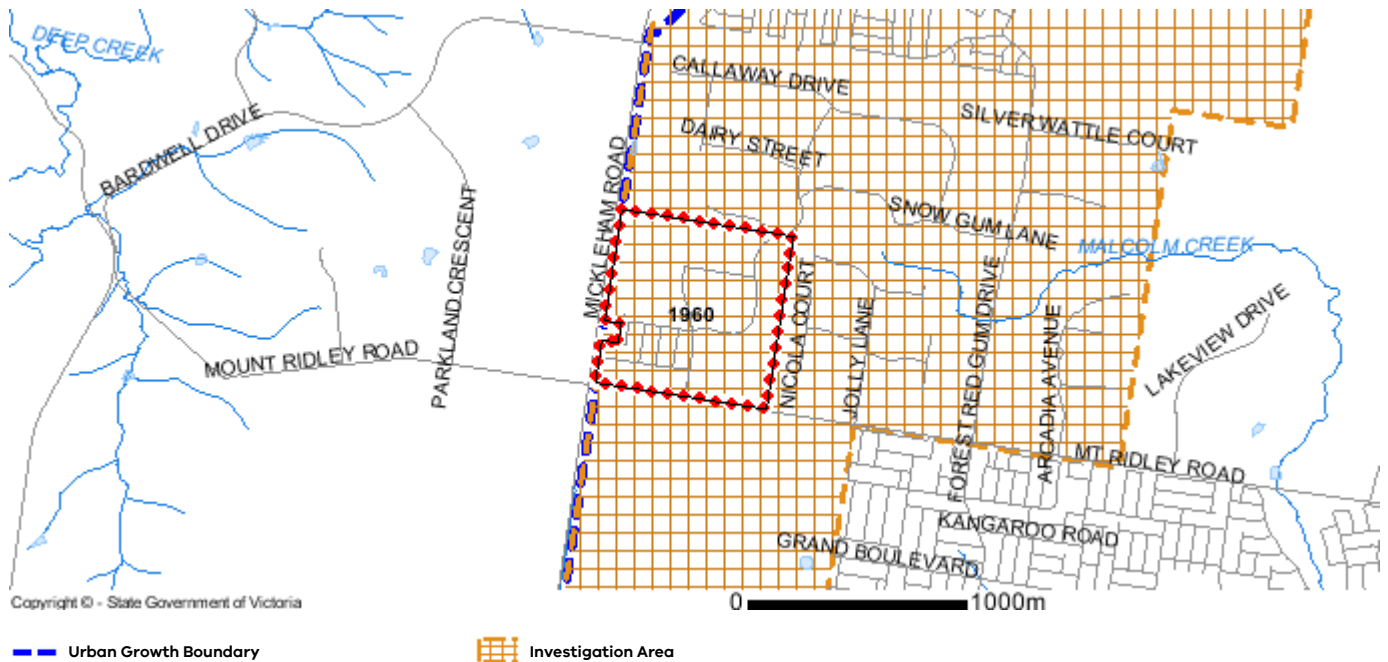 DEEP CREEK
CALLAWAY DRIVE
SILVER WATTLE COURT
BARDWELL DRIVE
DAIRY STREET
MICKLEHAM ROAD
PARKLAND CRESCENT
SNOW GUM LANE
MALCOLM CREEK
NICOLA COURT
1960
JOLLY LANE
FOREST RED GUM DRIVE
ARCADIA AVENUE
LAKEVIEW DRIVE
MOUNT RIDLEY ROAD
MT RIDLEY ROAD
KANGAROO ROAD
GRAND BOULEVARD
Copyright © - State Government of Victoria
0 1000m
Urban Growth Boundary
Investigation Area